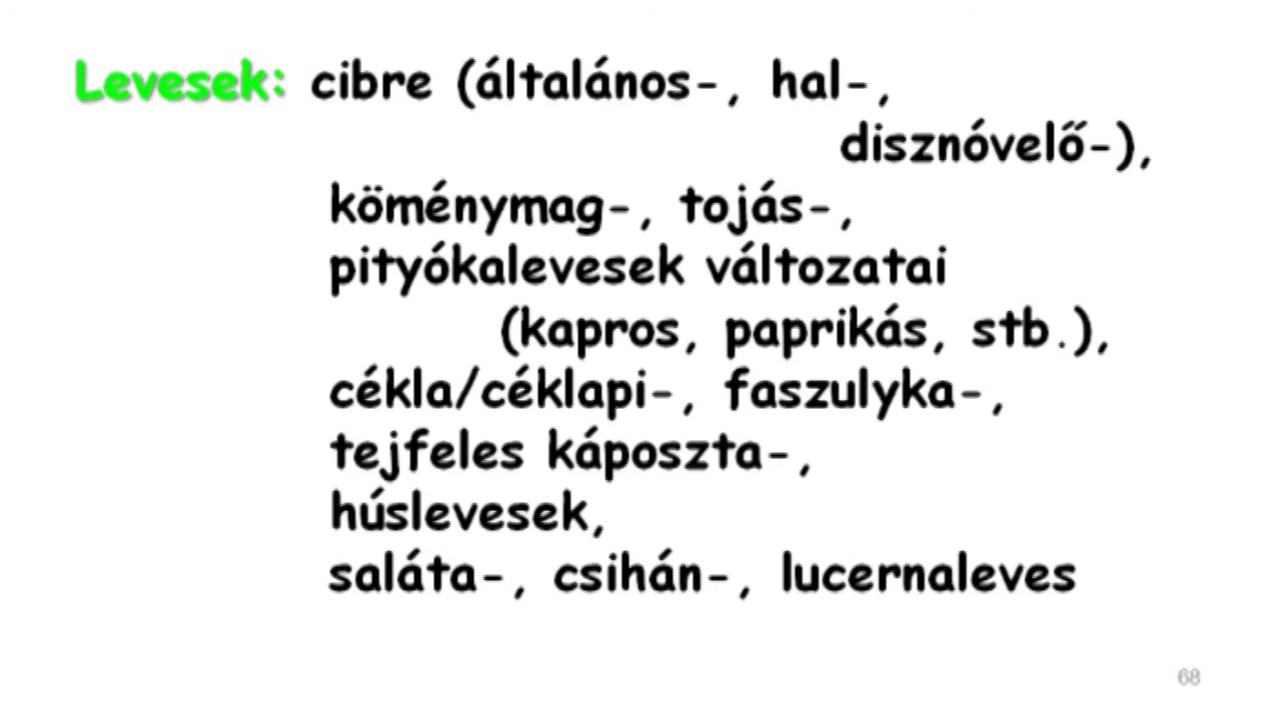 Levesek: cibre (általános-, hal-,
disznóvelő-),
köménymag-, tojás-,
pityókalevesek változatai
(kapros, paprikás, stb.),
cékla/céklapi-, faszulyka-,
tejfeles káposzta-,
húslevesek,
saláta-, csihán-, lucernaleves
68